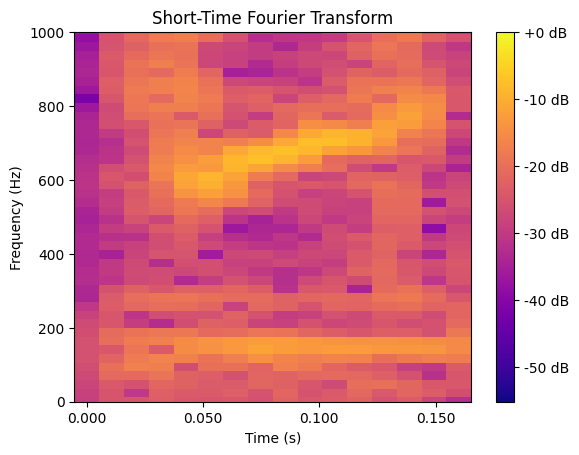 Short-Time Fourier Transform
1000
800
600
400
200
0
Frequency (Hz)
0.000
0.050
0.100
0.150
Time (s)
+0 dB
-10 dB
-20 dB
-30 dB
-40 dB
-50 dB